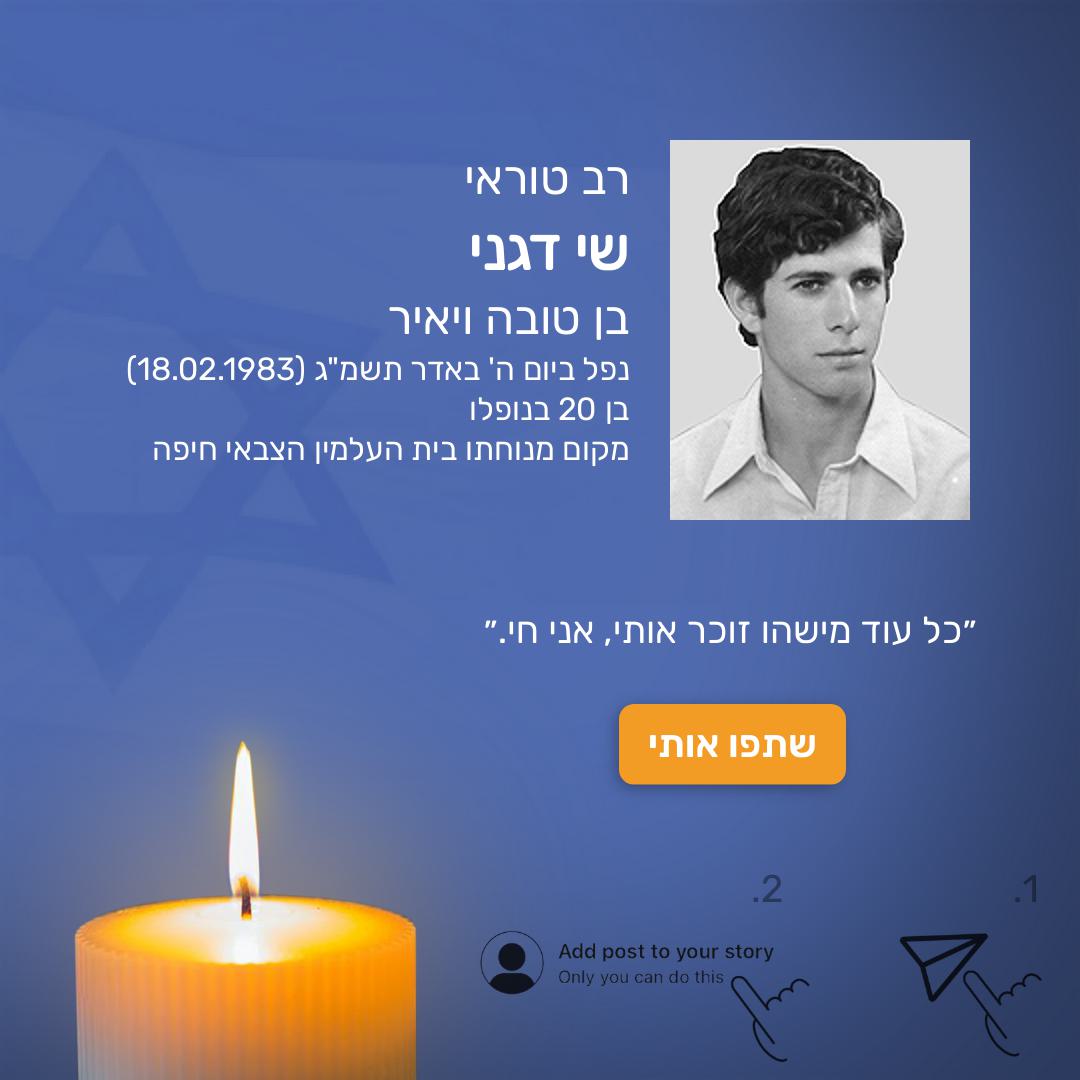 רב טוראי
שי דגני
בן טובה ויאיר
נפל ביום ה' באדר תשמ"ג (18.02.1983)
בן 20 בנופלו
מקום מנוחתו בית העלמין הצבאי חיפה
״כל עוד מישהו זוכר אותי, אני חי.״
שתפו אותי
1.
2.
Add post to your story
Only you can do this